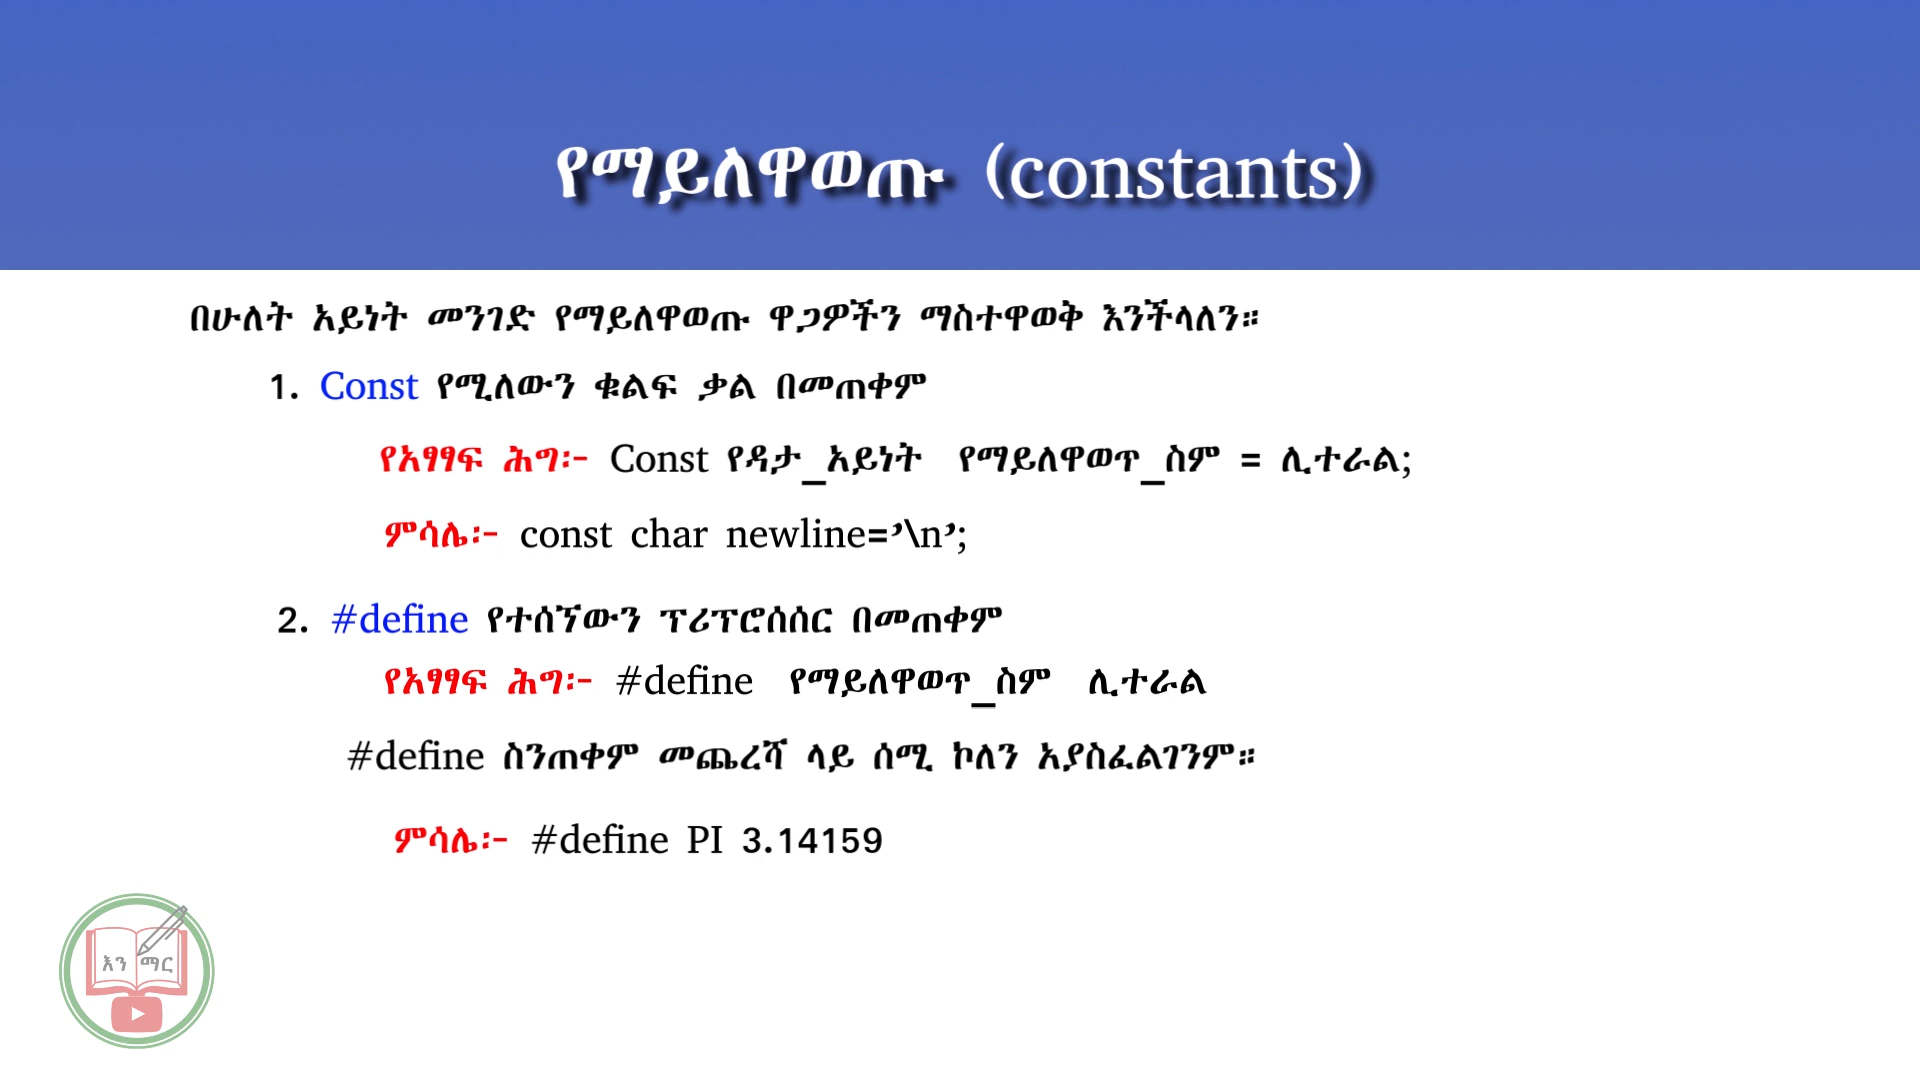 የማይለዋወጡ (constants)
በሁለት አይነት መንገድ የማይለዋወጡ ዋጋዎችን ማስተዋወቅ እንችላለን።
1. Const የሚለውን ቁልፍ ቃል በመጠቀም
የአፃፃፍ ሕግ፡- Const የዳታ_አይነት የማይለዋወጥ_ስም = ሊተራል;
ምሳሌ፡- const char newline=’\n’;
2. #define የተሰኘውን ፕሪፕሮሰሰር በመጠቀም
የአፃፃፍ ሕግ፡- #define የማይለዋወጥ_ስም ሊተራል
#define ስንጠቀም መጨረሻ ላይ ሰሚ ኮለን አያስፈልገንም።
ምሳሌ፡- #define PI 3.14159
እን ማር